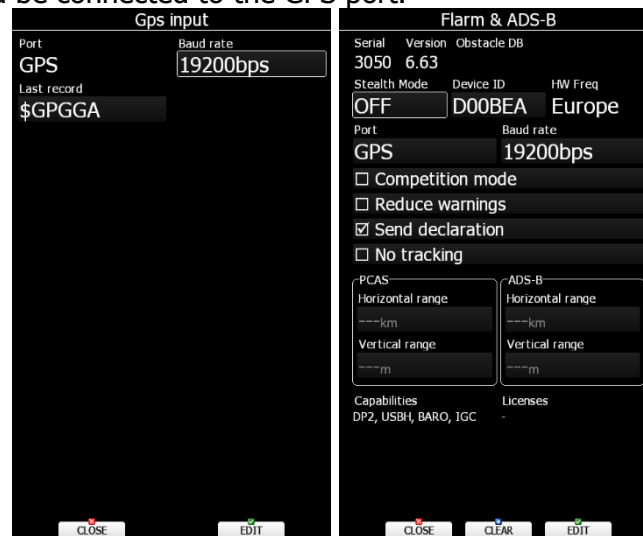 be connected to the GPS port.
Gps input
Port Baud rate
GPS 19200bps
Last record
$GPGGA
CLOSE EDIT
Flarm & ADS-B
Serial Version Obstacle DB
3050 6.63
Stealth Mode Device ID HW Freq
OFF D00BEA Europe
Port Baud rate
GPS 19200bps
Competition mode
Reduce warnings
Send declaration
No tracking
PCAS ADS-B
Horizontal range Horizontal range
---km ---km
Vertical range Vertical range
---m ---m
Capabilities Licenses
DP2, USBH, BARO, IGC -
CLOSE CLEAR EDIT